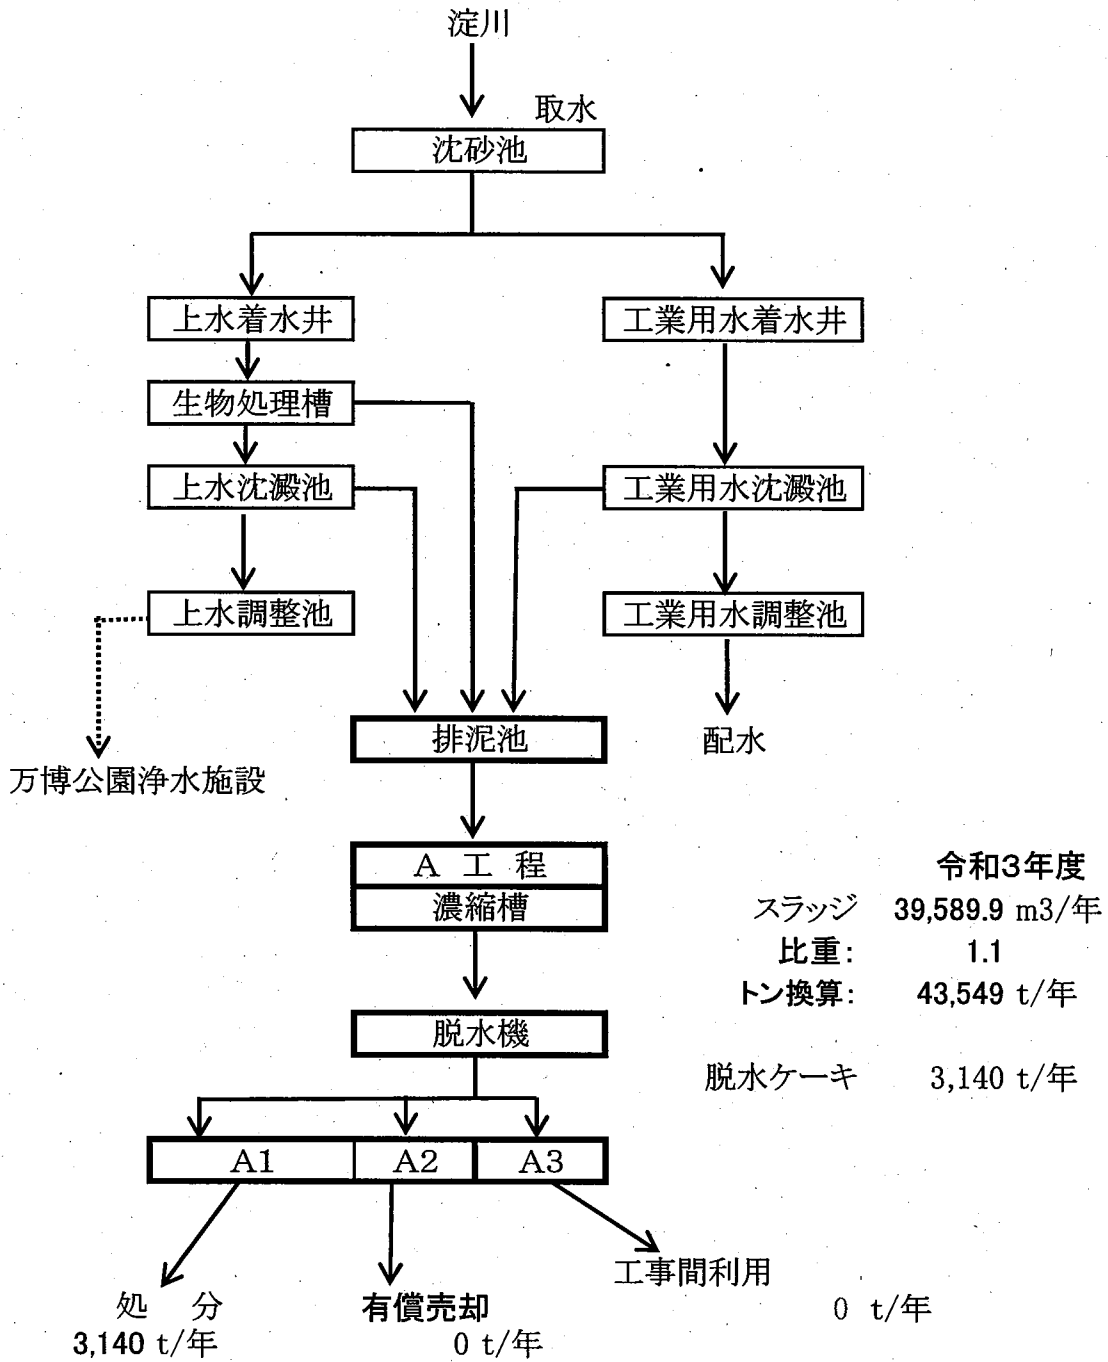 淀川
取水
沈砂池
上水着水井
工業用水着水井
生物処理槽
上水沈澱池
工業用水沈澱池
上水調整池
工業用水調整池
排泥池
配水
万博公園浄水施設
A 工 程
濃縮槽
令和3年度
スラッジ 39,589.9 m3/年
比重: 1.1
トン換算: 43,549 t/年
脱水機
脱水ケーキ 3,140 t/年
A1 A2 A3
工事間利用
処 分 有償売却 0 t/年
3,140 t/年 0 t/年